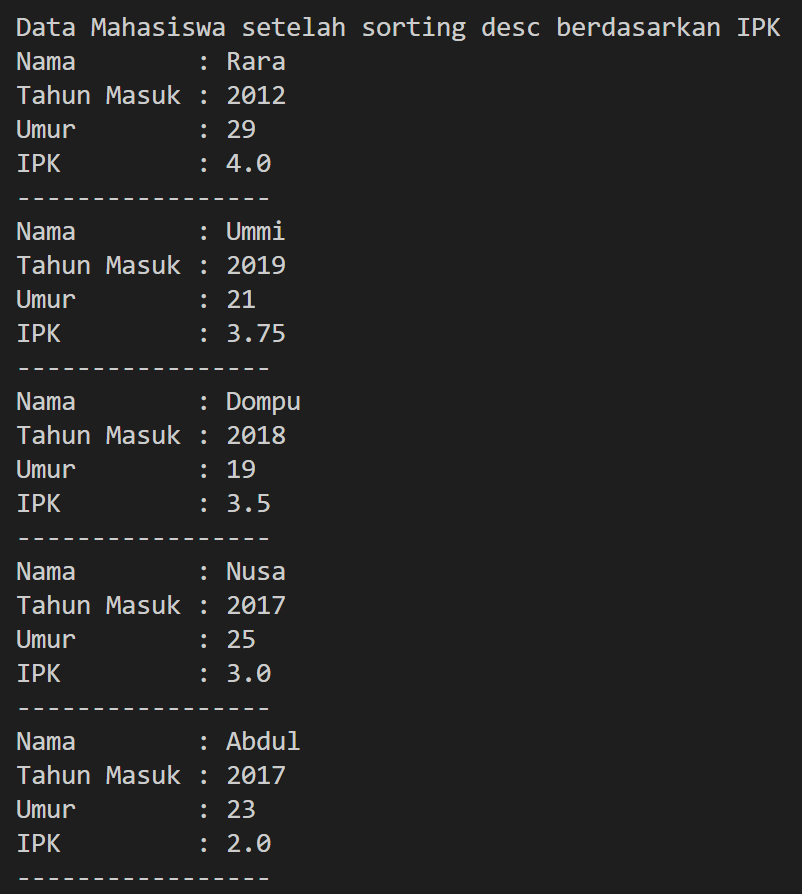 Data Mahasiswa setelah sorting desc berdasarkan IPK
Nama        : Rara
Tahun Masuk : 2012
Umur        : 29
IPK         : 4.0
-----------------
Nama        : Ummi
Tahun Masuk : 2019
Umur        : 21
IPK         : 3.75
-----------------
Nama        : Dompu
Tahun Masuk : 2018
Umur        : 19
IPK         : 3.5
-----------------
Nama        : Nusa
Tahun Masuk : 2017
Umur        : 25
IPK         : 3.0
-----------------
Nama        : Abdul
Tahun Masuk : 2017
Umur        : 23
IPK         : 2.0
-----------------